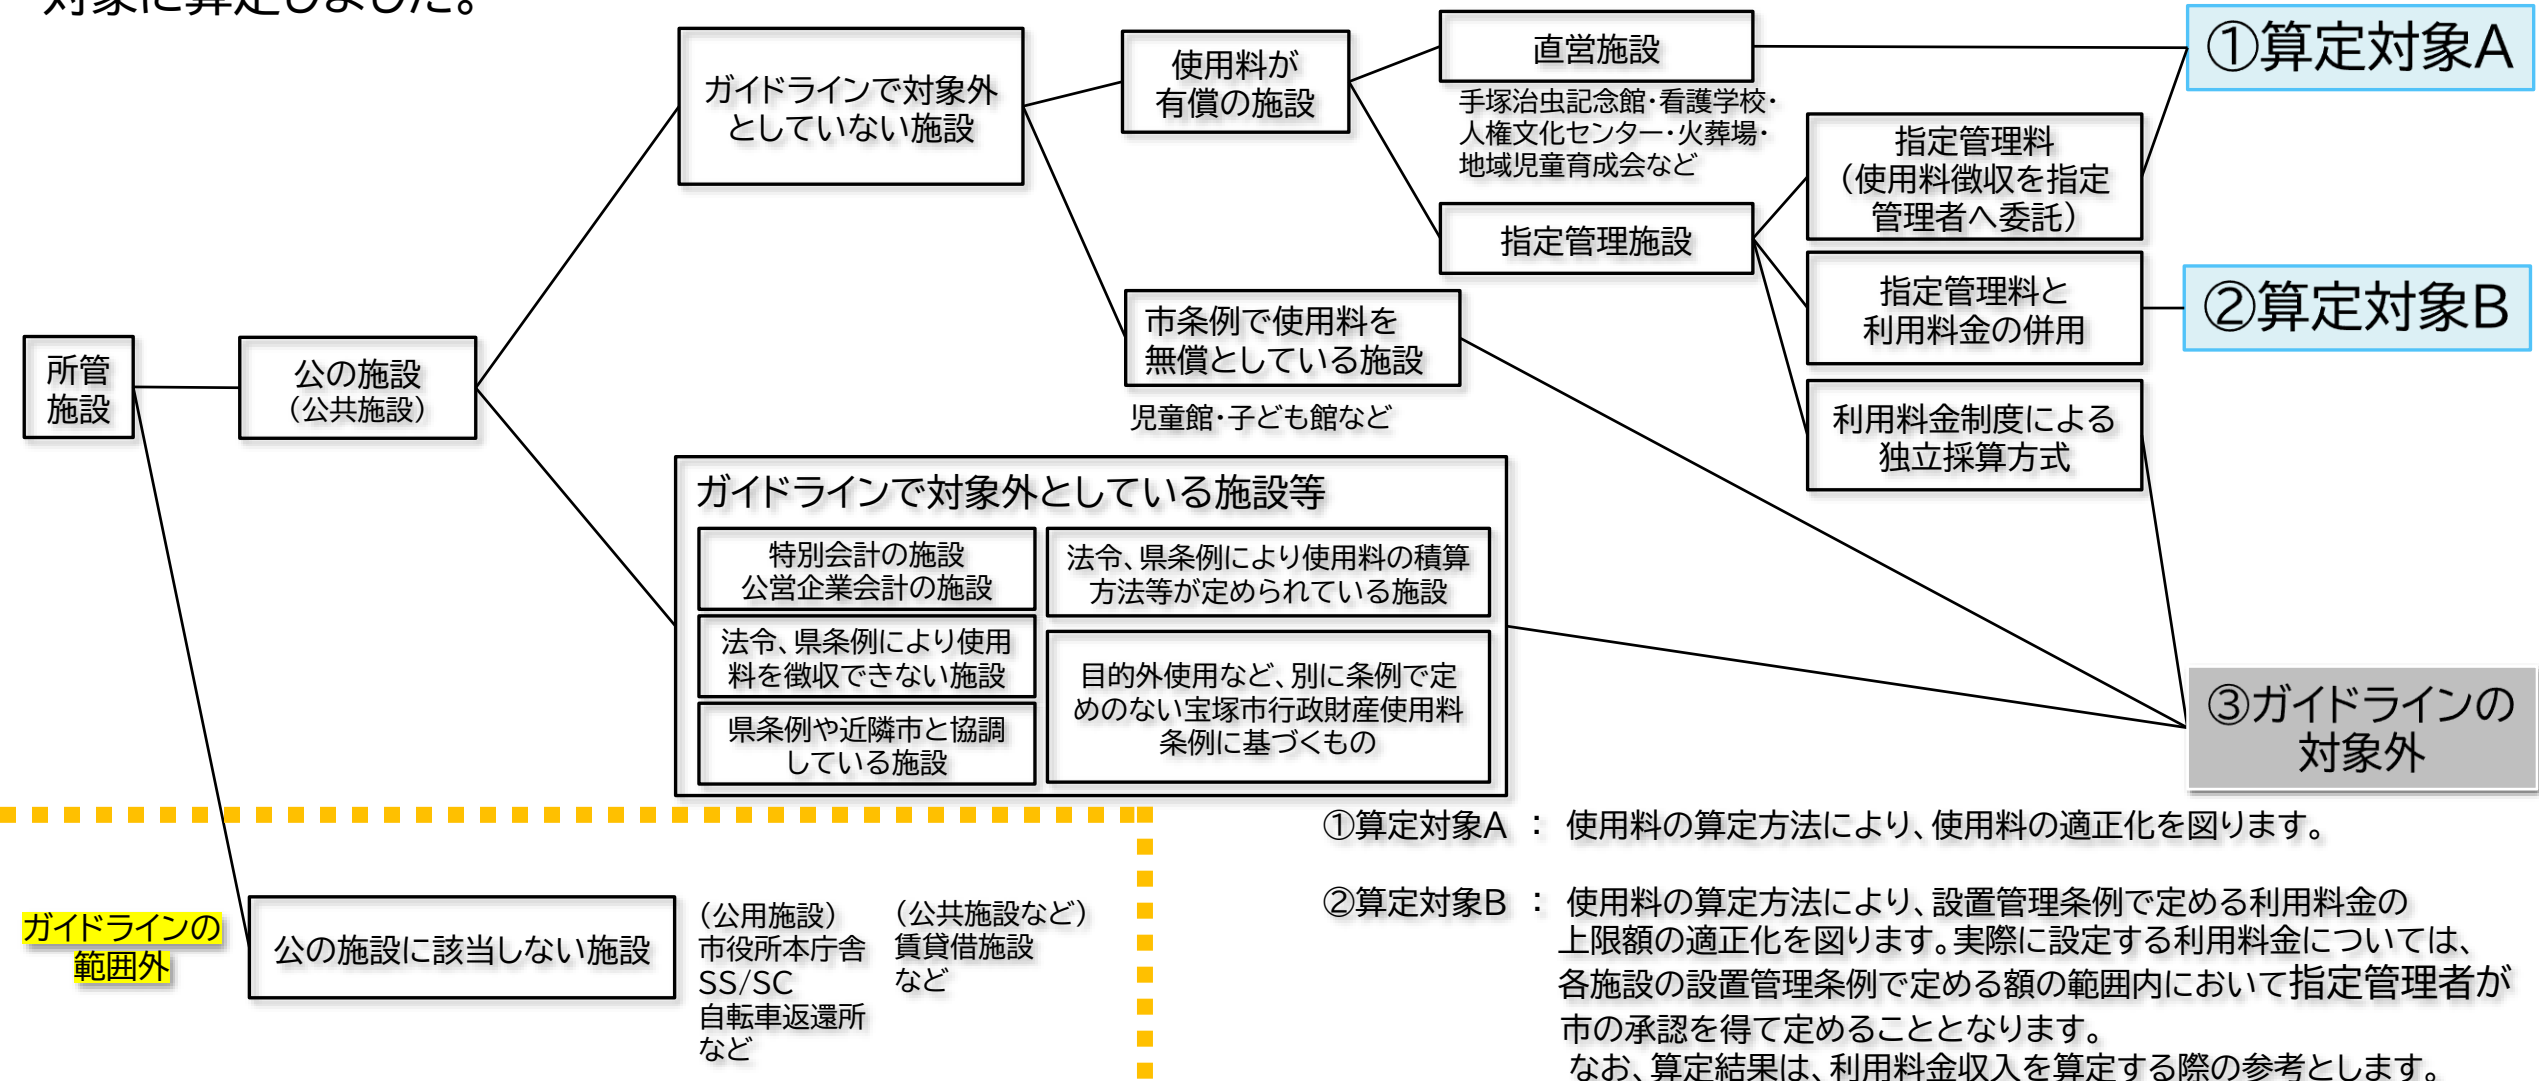 対象に算定しました。
所管
施設
公の施設
（公共施設）
ガイドラインで対象外
としていない施設
使用料が
有償の施設
直営施設
手塚治虫記念館・看護学校・
人権文化センター・火葬場・
地域児童育成会など
指定管理施設
指定管理料
（使用料徴収を指定
管理者へ委託）
指定管理料と
利用料金の併用
利用料金制度による
独立採算方式
①算定対象A
②算定対象B
③ガイドラインの
対象外
市条例で使用料を
無償としている施設
児童館・子ども館など
ガイドラインで対象外としている施設等
特別会計の施設
公営企業会計の施設
法令、県条例により使用
料を徴収できない施設
県条例や近隣市と協調
している施設
法令、県条例により使用料の積算
方法等が定められている施設
目的外使用など、別に条例で定
めのない宝塚市行政財産使用料
条例に基づくもの
ガイドラインの
範囲外
公の施設に該当しない施設
（公用施設）
市役所本庁舎
SS/SC
自転車返還所
など
（公共施設など）
賃貸借施設
など
①算定対象A ： 使用料の算定方法により、使用料の適正化を図ります。
②算定対象B ： 使用料の算定方法により、設置管理条例で定める利用料金の
上限額の適正化を図ります。実際に設定する利用料金については、
各施設の設置管理条例で定める額の範囲内において指定管理者が
市の承認を得て定めることとなります。
なお、算定結果は、利用料金収入を算定する際の参考とします。